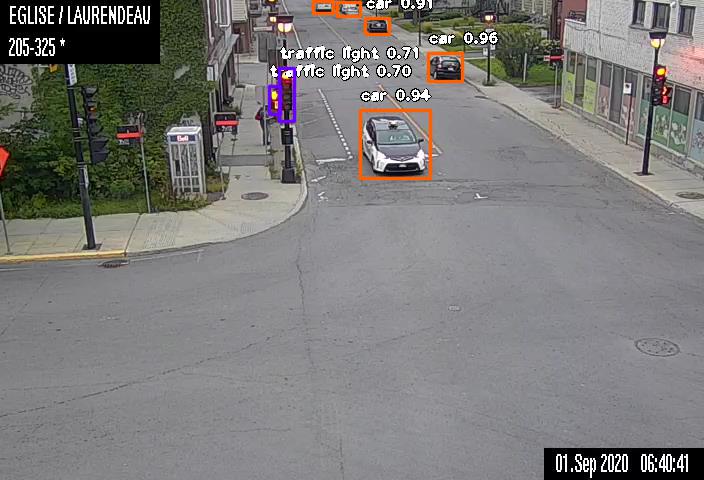 EGLISE / LAURENDEAU
205-325 *
car 0.91
car 0.96
traffic light 0.71
traffic light 0.70
car 0.94
Bell
01.Sep 2020 06:40:41